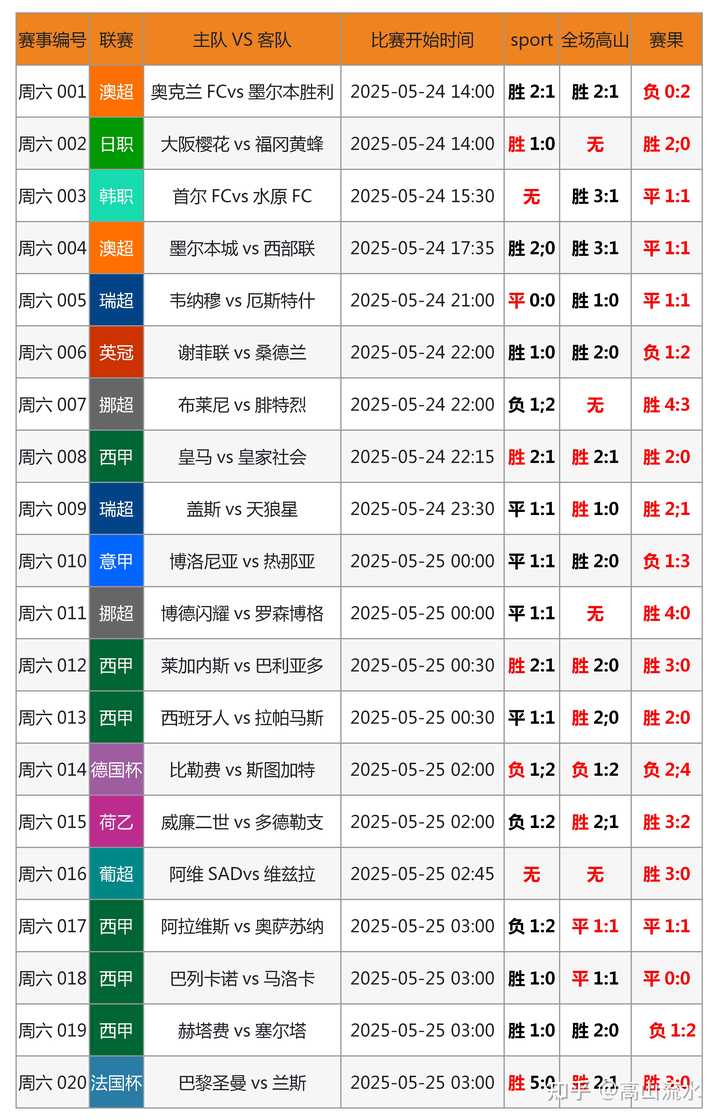 赛事编号 联赛 主队 VS 客队 比赛开始时间 sport 全场高山 赛果
周六 001 澳超 奥克兰 FCvs 墨尔本胜利 2025-05-24 14:00 胜 2:1 胜 2:1 负 0:2
周六 002 日职 大阪樱花 vs 福冈黄蜂 2025-05-24 14:00 胜 1:0 无 胜 2;0
周六 003 韩职 首尔 FCvs 水原 FC 2025-05-24 15:30 无 胜 3:1 平 1:1
周六 004 澳超 墨尔本城 vs 西部联 2025-05-24 17:35 胜 2;0 胜 3:1 平 1:1
周六 005 瑞超 韦纳穆 vs 厄斯特什 2025-05-24 21:00 平 0:0 胜 1:0 平 1:1
周六 006 英冠 谢菲联 vs 桑德兰 2025-05-24 22:00 胜 1:0 胜 2:0 负 1:2
周六 007 挪超 布莱尼 vs 腓特烈 2025-05-24 22:00 负 1;2 无 胜 4:3
周六 008 西甲 皇马 vs 皇家社会 2025-05-24 22:15 胜 2:1 胜 2:1 胜 2:0
周六 009 瑞超 盖斯 vs 天狼星 2025-05-24 23:30 平 1:1 胜 1:0 胜 2;1
周六 010 意甲 博洛尼亚 vs 热那亚 2025-05-25 00:00 平 1:1 胜 2:0 负 1:3
周六 011 挪超 博德闪耀 vs 罗森博格 2025-05-25 00:00 平 1:1 无 胜 4:0
周六 012 西甲 莱加内斯 vs 巴利亚多 2025-05-25 00:30 胜 2:1 胜 2:0 胜 3:0
周六 013 西甲 西班牙人 vs 拉帕马斯 2025-05-25 00:30 平 1:1 胜 2;0 胜 2:0
周六 014 德国杯 比勒费 vs 斯图加特 2025-05-25 02:00 负 1;2 负 1:2 负 2;4
周六 015 荷乙 威廉二世 vs 多德勒支 2025-05-25 02:00 负 1:2 胜 2;1 胜 3:2
周六 016 葡超 阿维 SADvs 维兹拉 2025-05-25 02:45 无 无 胜 3:0
周六 017 西甲 阿拉维斯 vs 奥萨苏纳 2025-05-25 03:00 负 1:2 平 1:1 平 1:1
周六 018 西甲 巴列卡诺 vs 马洛卡 2025-05-25 03:00 胜 1:0 平 1:1 平 0:0
周六 019 西甲 赫塔费 vs 塞尔塔 2025-05-25 03:00 胜 1:0 胜 2:0 负 1:2
周六 020 法国杯 巴黎圣曼 vs 兰斯 2025-05-25 03:00 胜 5:0 胜 2:1 胜 3:0
知乎 @高山流水